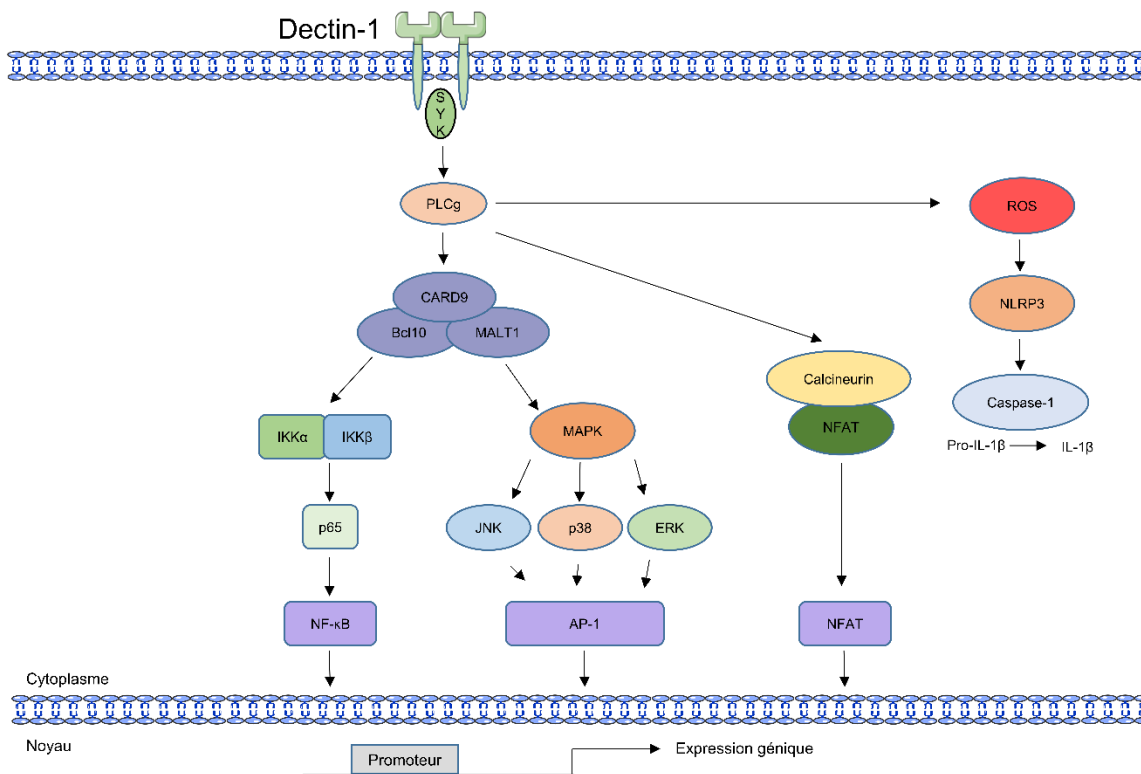 Dectin-1
S
Y
K
PLCg
ROS
CARD9
NLRP3
Bcl10
MALT1
Calcineurin
Caspase-1
IKKα
IKKβ
MAPK
NFAT
Pro-IL-1β
IL-1β
p65
JNK
p38
ERK
NF-κB
AP-1
NFAT
Cytoplasme
Noyau
Promoteur
Expression génique